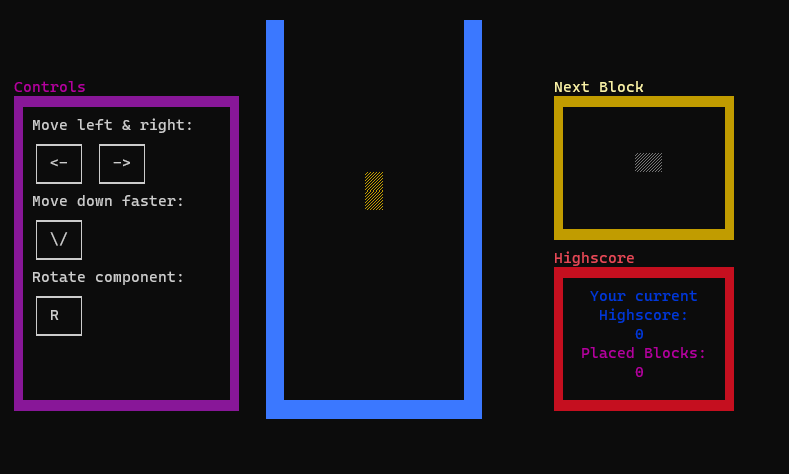 Controls
Move left & right:
<- ->
Move down faster:
\/
Rotate component:
R
Next Block
Highscore
Your current
Highscore:
0
Placed Blocks:
0